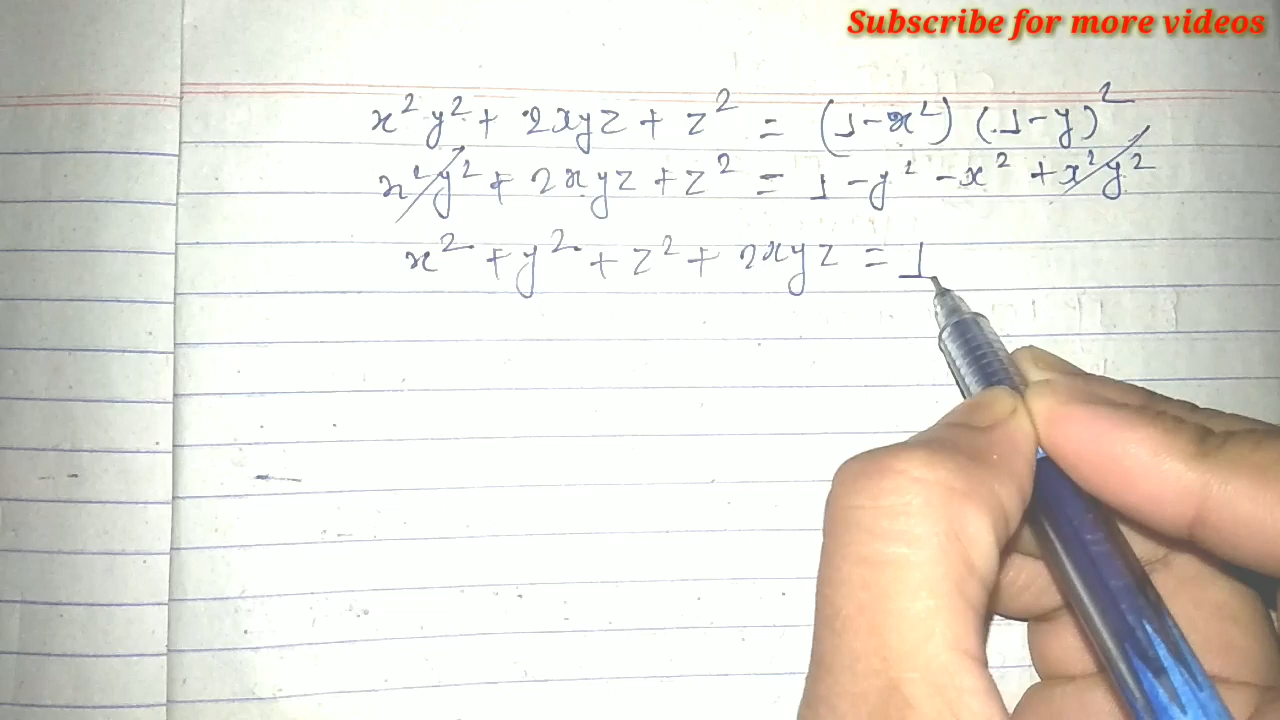 Subscribe for more videos
x²y² + 2xyz + z² = (1-x²) (1-y)²
x²y² + 2xyz + z² = 1 - y² - x² + x²y²
x² + y² + z² + 2xyz = 1